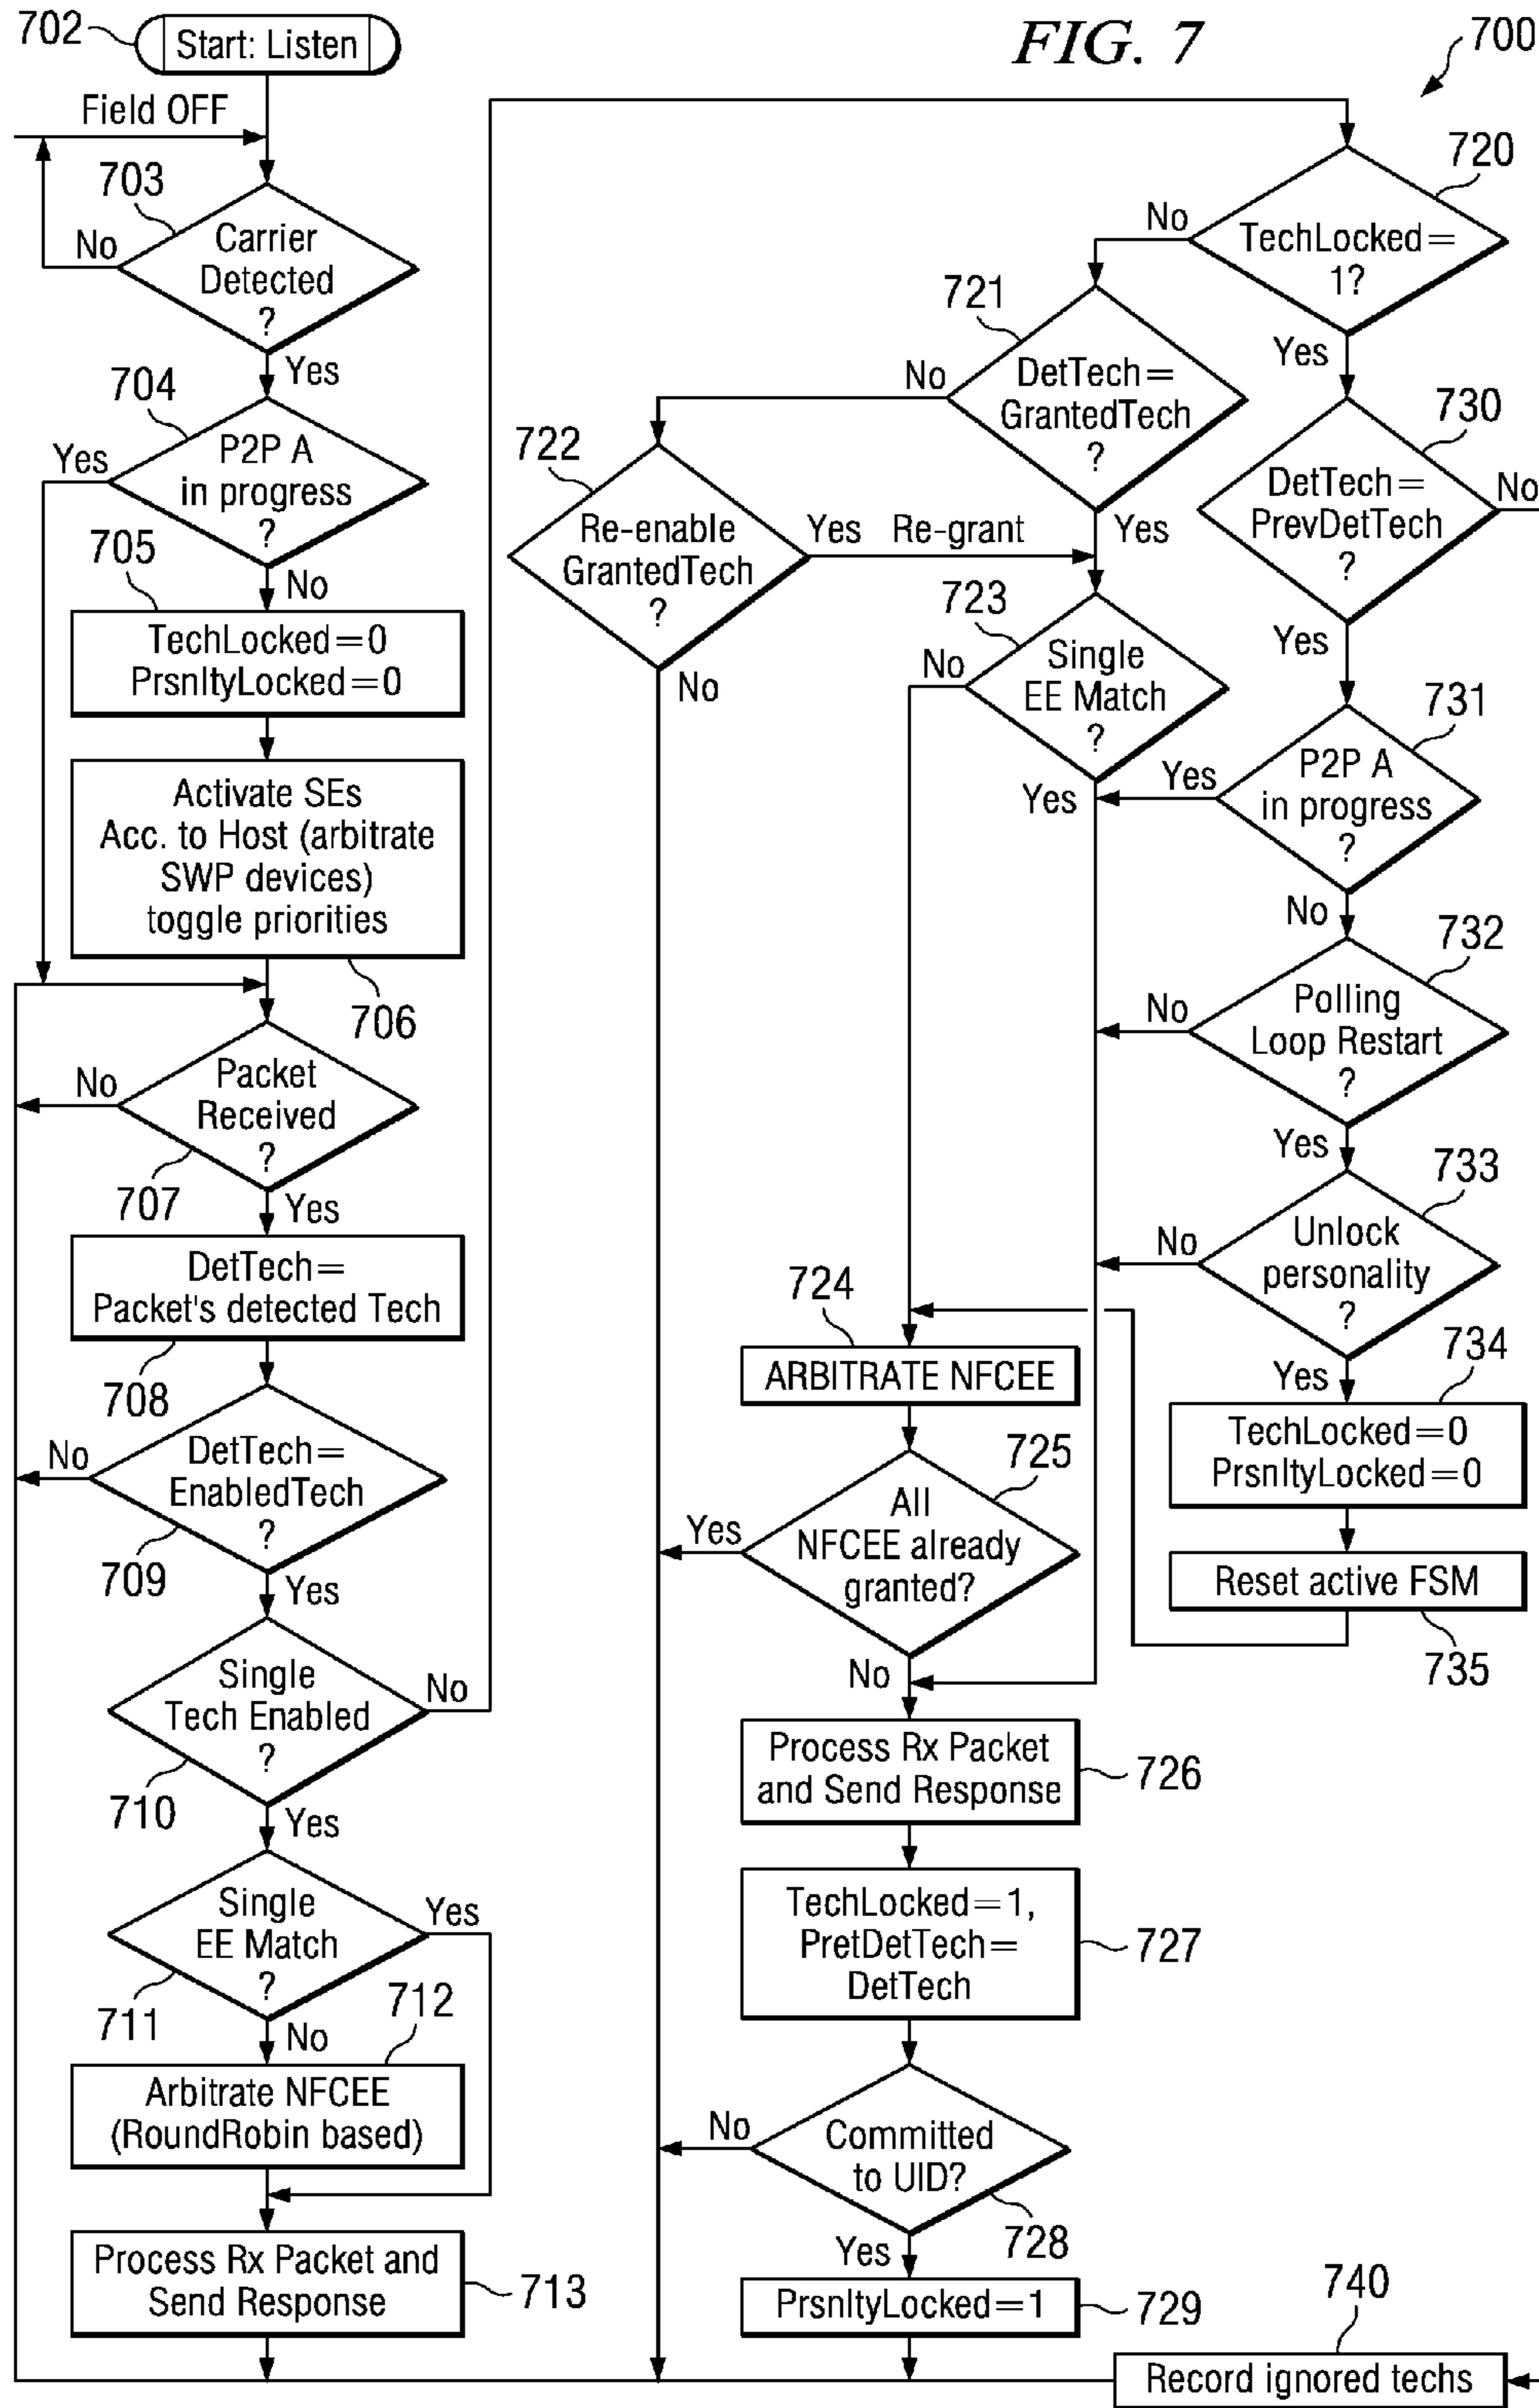 FIG. 7
700
702
Start: Listen
Field OFF
703
Carrier
Detected
?
No
Yes
704
P2P A
in progress
?
Yes
No
705
TechLocked=0
PrsnltyLocked=0
Activate SEs
Acc. to Host (arbitrate
SWP devices)
toggle priorities
706
Packet
Received
?
No
707
Yes
DetTech=
Packet's detected Tech
708
DetTech=
EnabledTech
?
No
709
Yes
Single
Tech Enabled
?
No
710
Yes
Single
EE Match
?
Yes
711
No
712
Arbitrate NFCEE
(RoundRobin based)
Process Rx Packet and
Send Response
713
720
TechLocked=
1?
No
Yes
721
DetTech=
GrantedTech
?
No
Yes
722
Re-enable
GrantedTech
?
Yes Re-grant
No
723
Single
EE Match
?
No
Yes
724
ARBITRATE NFCEE
725
All
NFCEE already
granted?
Yes
No
Process Rx Packet
and Send Response
726
TechLocked=1,
PretDetTech=
DetTech
727
Committed
to UID?
No
728
Yes
PrsnltyLocked=1
729
730
DetTech=
PrevDetTech
?
No
Yes
731
P2P A
in progress
?
Yes
No
732
Polling
Loop Restart
?
No
Yes
733
Unlock
personality
?
No
Yes
734
TechLocked=0
PrsnltyLocked=0
Reset active FSM
735
740
Record ignored techs